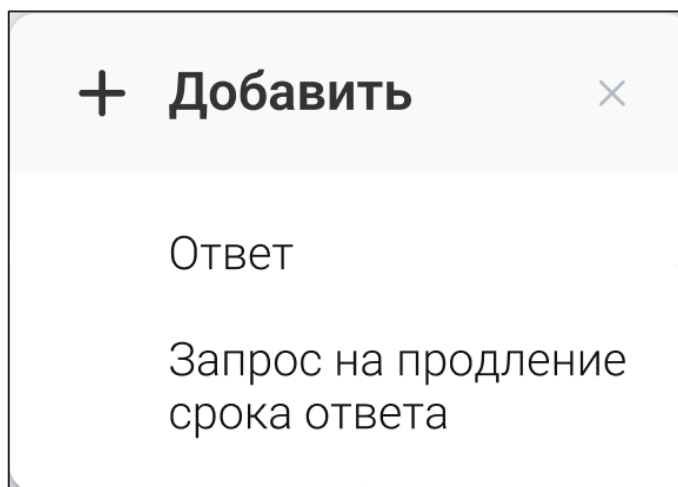 Добавить
Ответ
Запрос на продление
срока ответа